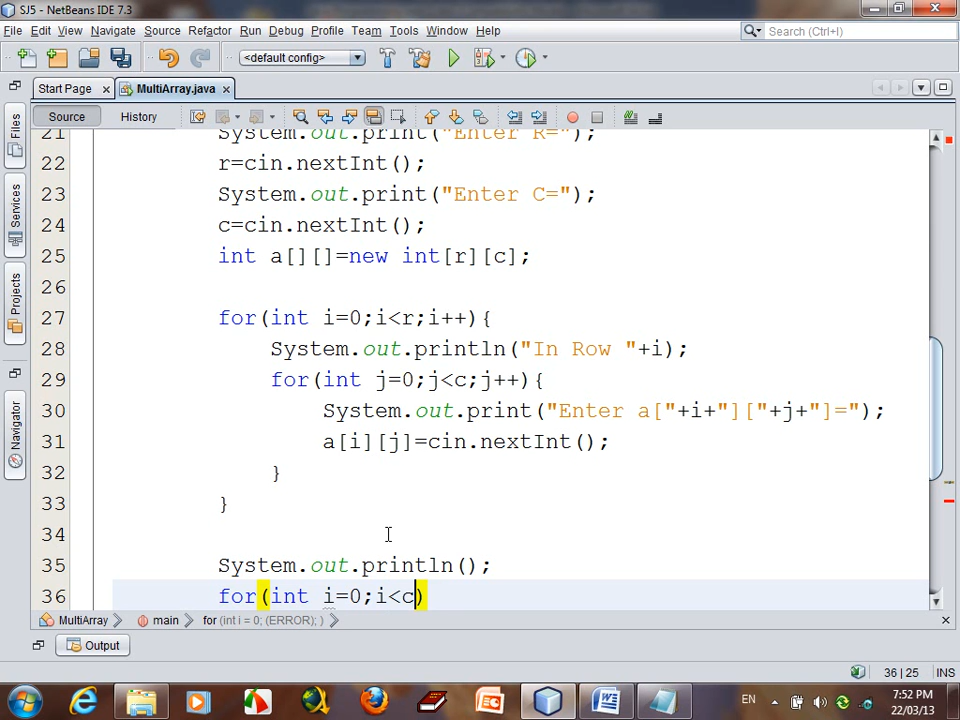 SJ5 - NetBeans IDE 7.3
File Edit View Navigate Source Refactor Run Debug Profile Team Tools Window Help
Search (Ctrl+I)
<default config>
Start Page
MultiArray.java
Source History
Files
Services
Projects
Navigator
21 System.out.print("Enter R=");
22 r=cin.nextInt();
23 System.out.print("Enter C=");
24 c=cin.nextInt();
25 int a[][]=new int[r][c];
26
27 for(int i=0;i<r;i++){
28 System.out.println("In Row "+i);
29 for(int j=0;j<c;j++){
30 System.out.print("Enter a["+i+"]["+j+"]=");
31 a[i][j]=cin.nextInt();
32 }
33 }
34
35 System.out.println();
36 for(int i=0;i<c)
MultiArray main for (int i = 0; (ERROR); )
Output
36|25 INS
EN
7:52 PM
22/03/13